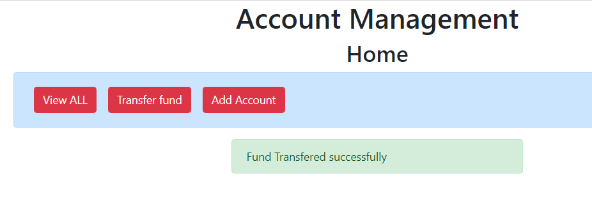 Account Management
Home
View ALL Transfer fund Add Account
Fund Transfered successfully